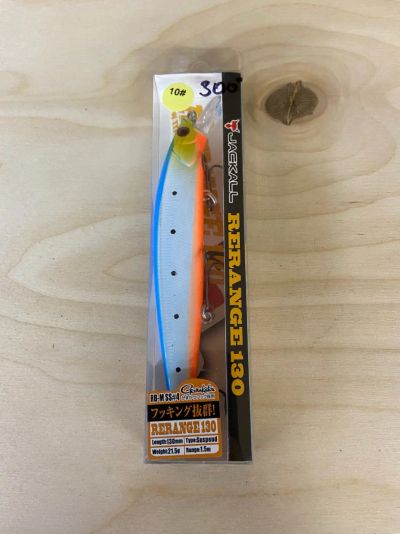 10#
300
JACKALL
RERANGE 130
RB-M SS#4 Gamakatsu
フッキング抜群!
RERANGE 130
Length:130mm Type:Suspend
Weight:21.5g Range:1.5m